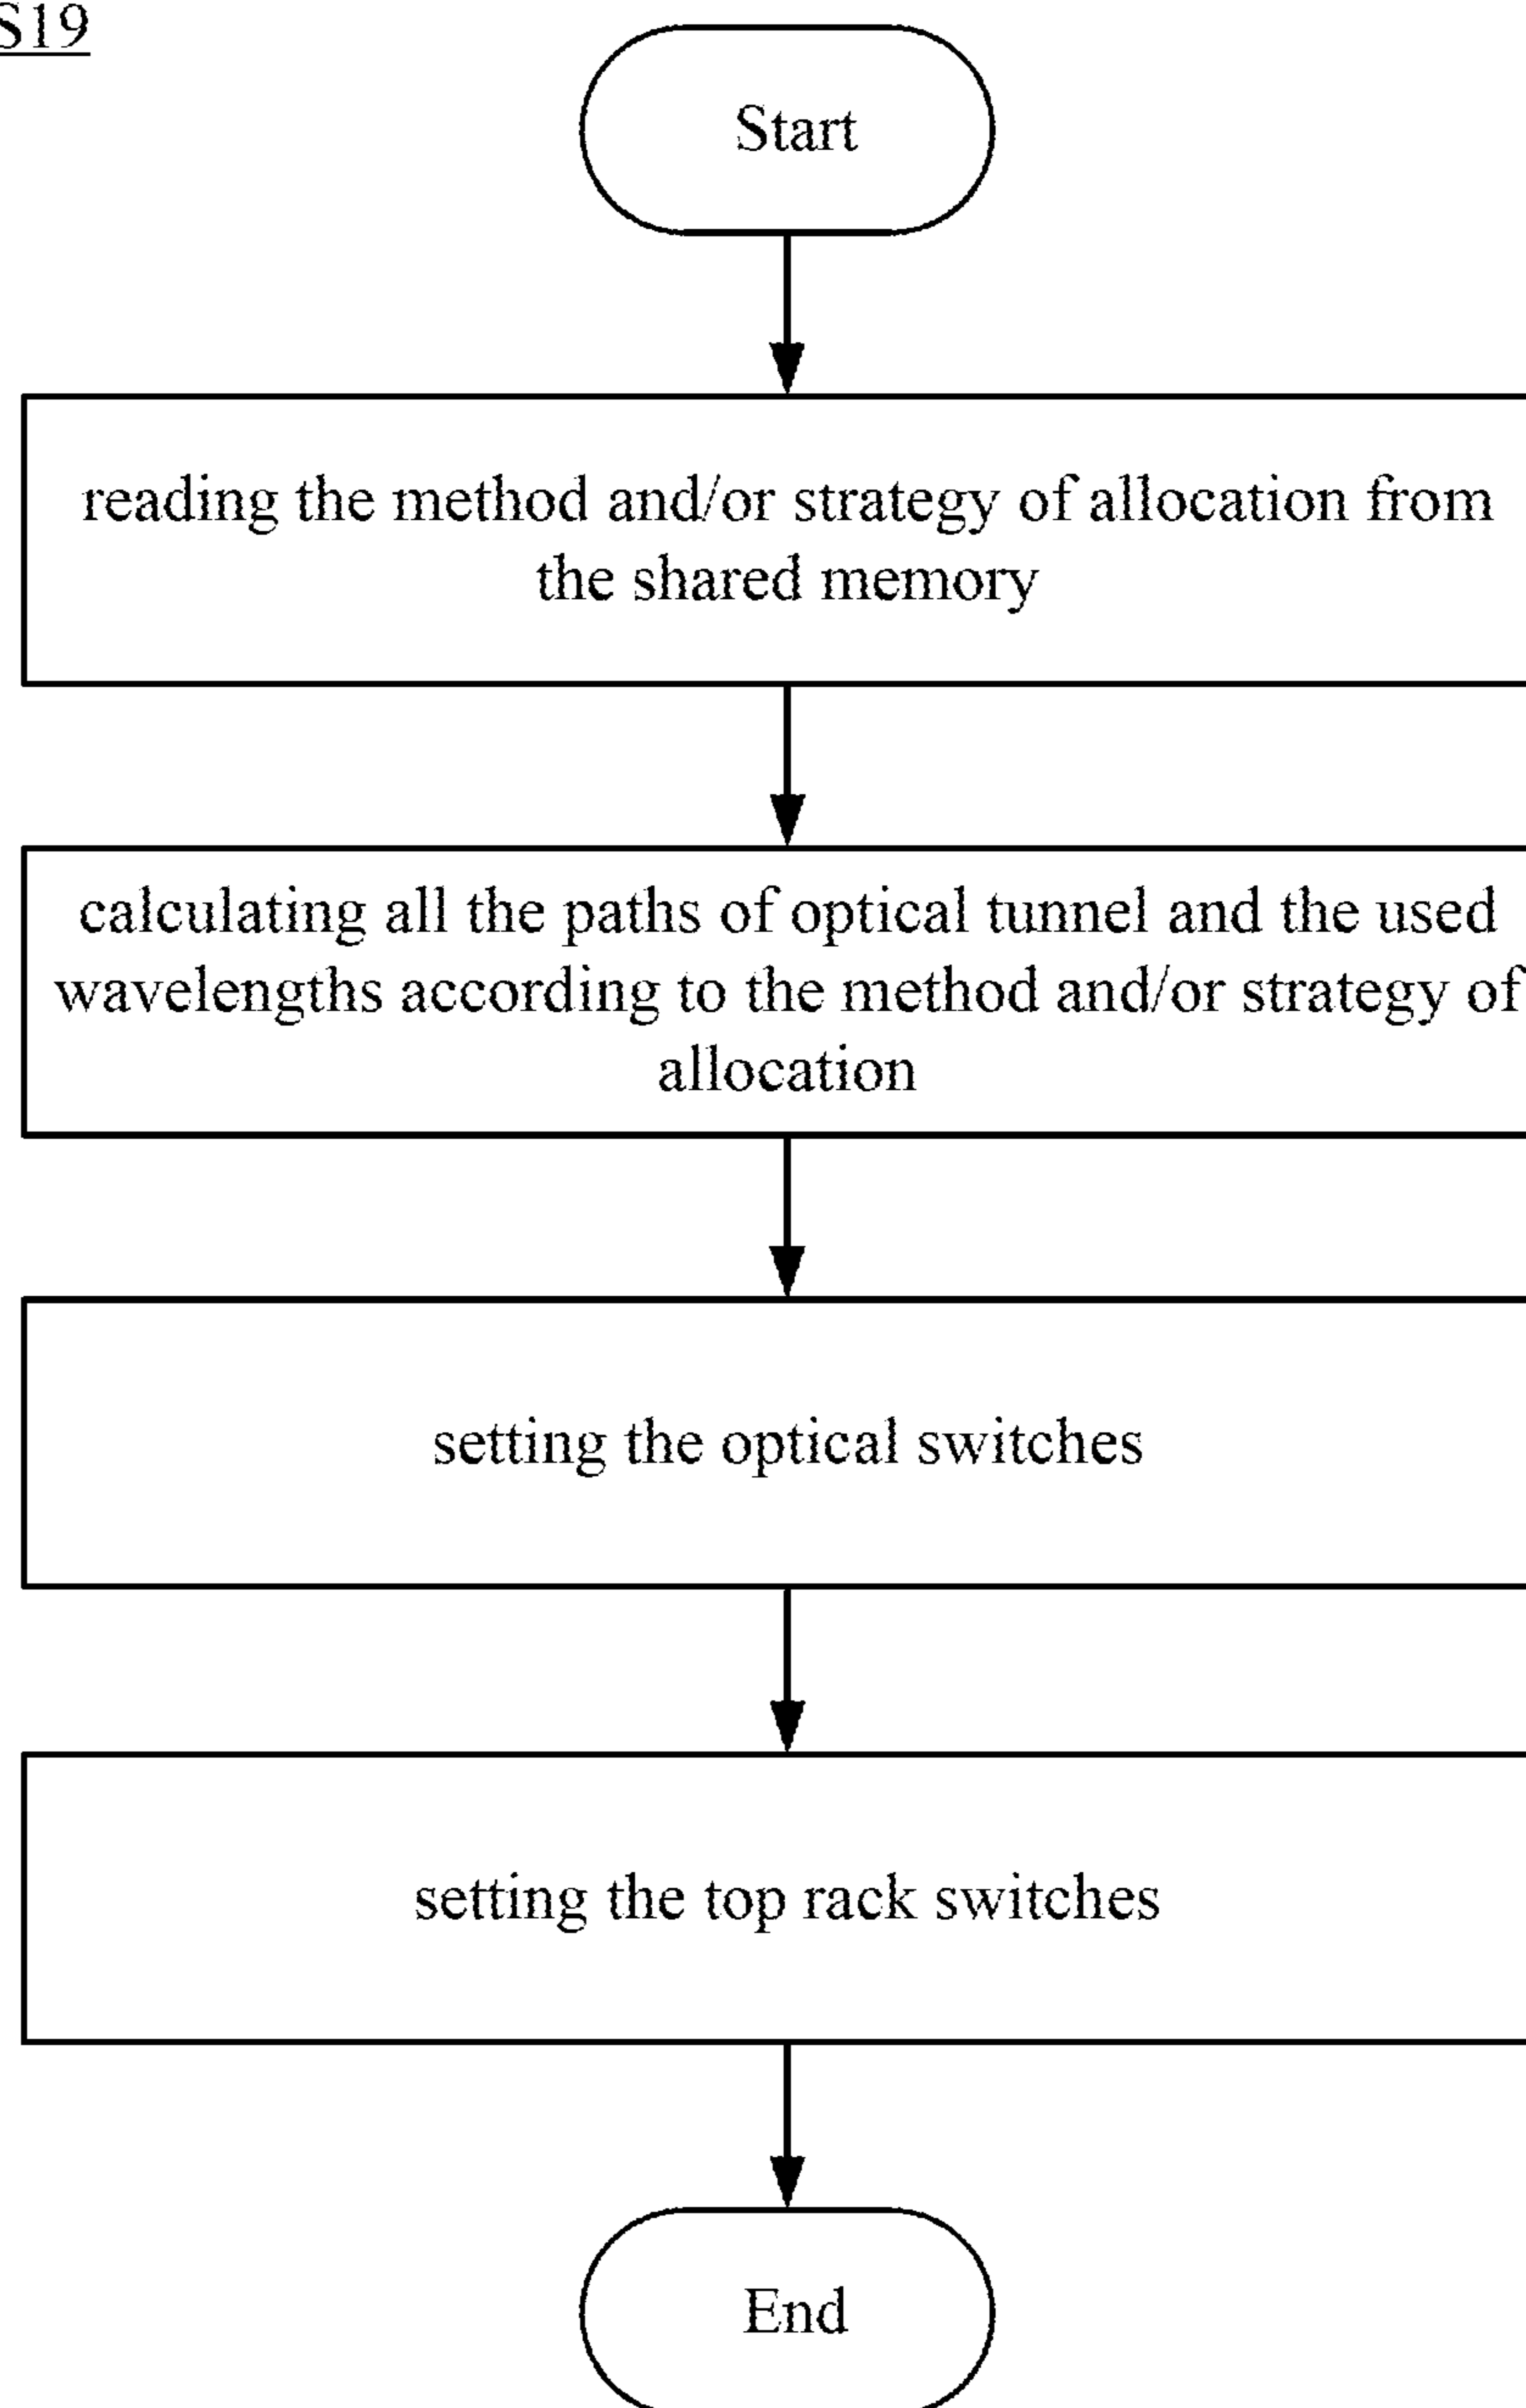 S19
Start
reading the method and/or strategy of allocation from
the shared memory
calculating all the paths of optical tunnel and the used
wavelengths according to the method and/or strategy of
allocation
setting the optical switches
setting the top rack switches
End